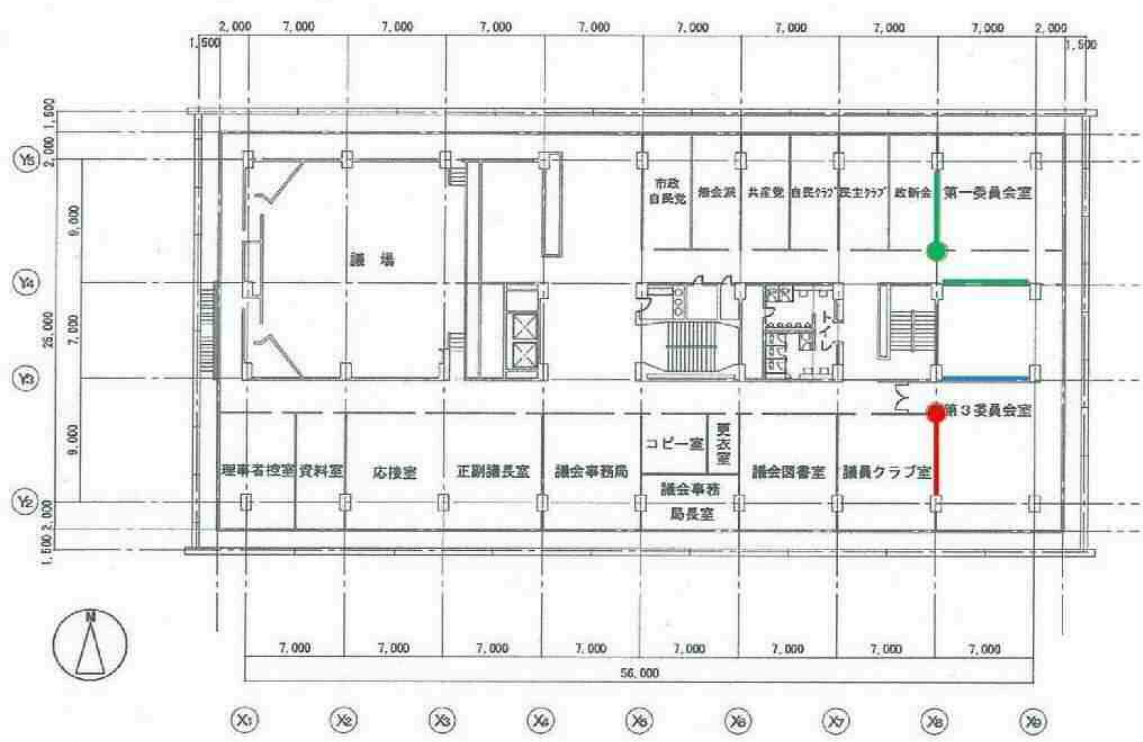 2,000 7,000 7,000 7,000 7,000 7,000 7,000 7,000 7,000 2,000
1,500 1,500
1,500
2,000
Y5
市政
自民党
共産党
自民クラブ
民主クラブ
政新会
第一委員会室
9,000
議場
Y4
25,000
7,000
トイレ
Y3
第3委員会室
9,000
コピー室
更衣室
理事者控室
資料室
応接室
正副議長室
議会事務局
議会図書室
議員クラブ室
議会事務
局長室
Y2
2,000
1,500
N
7,000 7,000 7,000 7,000 7,000 7,000 7,000 7,000
56,000
X1 X2 X3 X4 X5 X6 X7 X8 X9